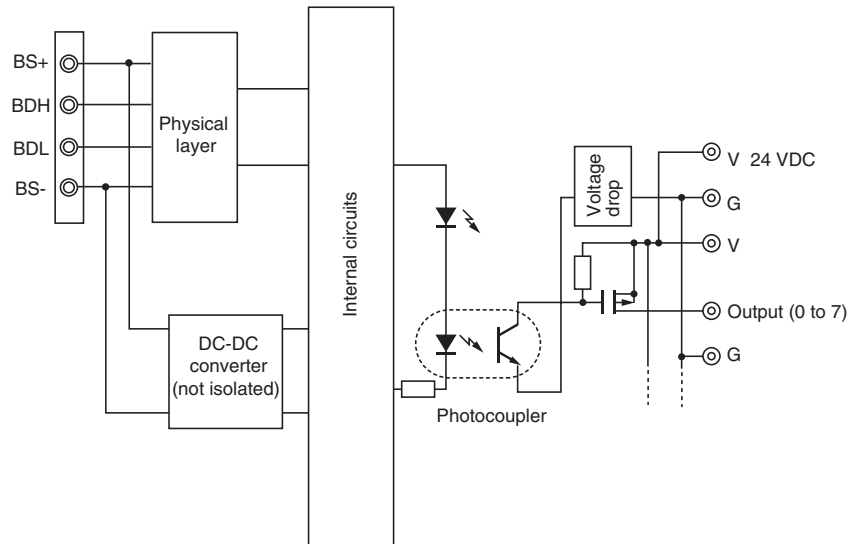 BS+
BDH
BDL
BS-
Physical
layer
DC-DC
converter
(not isolated)
Internal circuits
Photocoupler
Voltage
drop
V 24 VDC
G
V
Output (0 to 7)
G